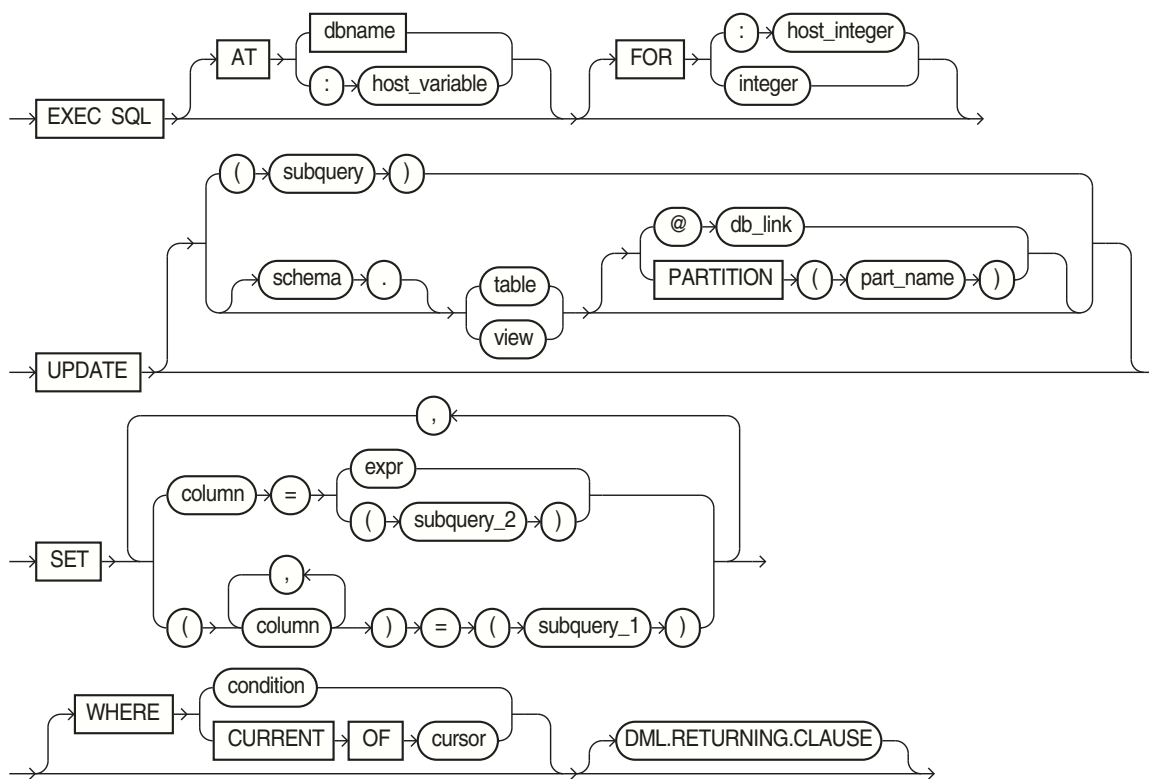 dbname
AT
: host_variable
EXEC SQL
: host_integer
FOR
integer
( subquery )
@ db_link
PARTITION ( part_name )
schema .
table
view
UPDATE
,
expr
column =
( subquery_2 )
SET
,
( column ) = ( subquery_1 )
condition
WHERE
CURRENT OF cursor
DML.RETURNING.CLAUSE